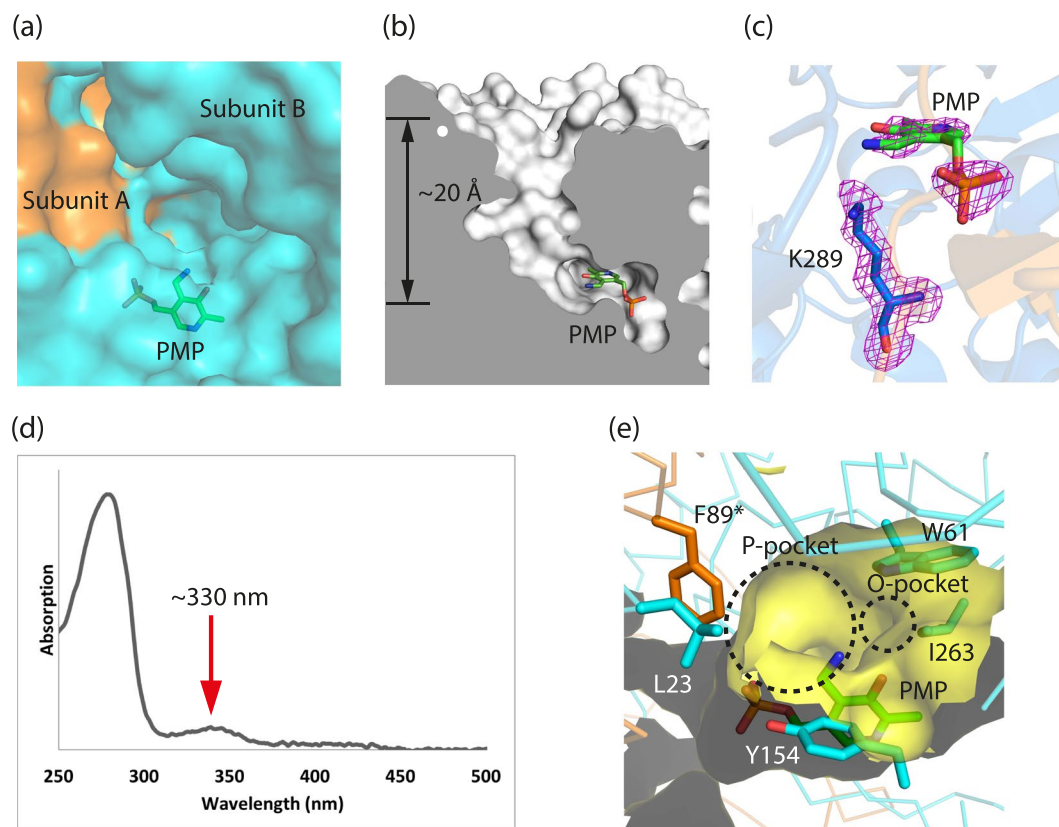 (a)
Subunit B
Subunit A
PMP
(b)
~20 Å
PMP
(c)
PMP
K289
(d)
~330 nm
Absorption
250
300
350
400
450
500
Wavelength (nm)
(e)
F89*
W61
P-pocket
O-pocket
I263
L23
PMP
Y154